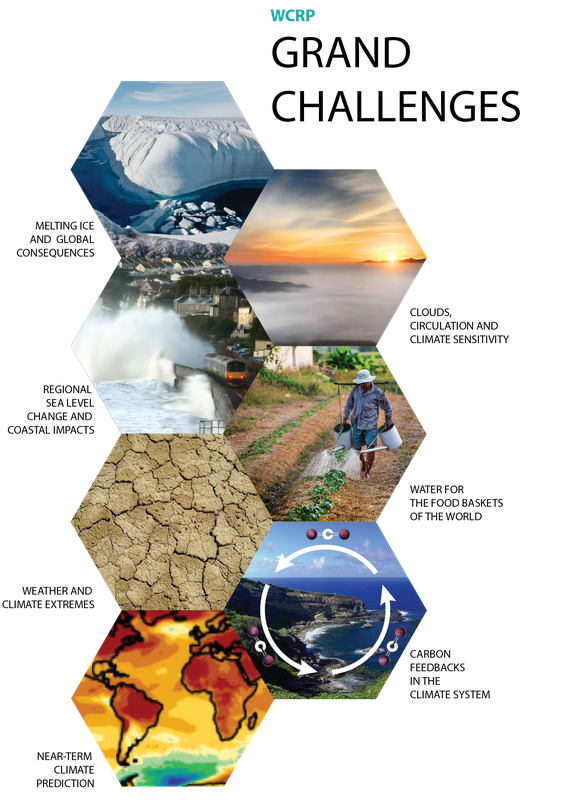 WCRP
GRAND
CHALLENGES
MELTING ICE
AND GLOBAL
CONSEQUENCES
CLOUDS,
CIRCULATION AND
CLIMATE SENSITIVITY
REGIONAL
SEA LEVEL
CHANGE AND
COASTAL IMPACTS
WATER FOR
THE FOOD BASKETS
OF THE WORLD
WEATHER AND
CLIMATE EXTREMES
C
C
C
CARBON
FEEDBACKS
IN THE
CLIMATE SYSTEM
NEAR-TERM
CLIMATE
PREDICTION